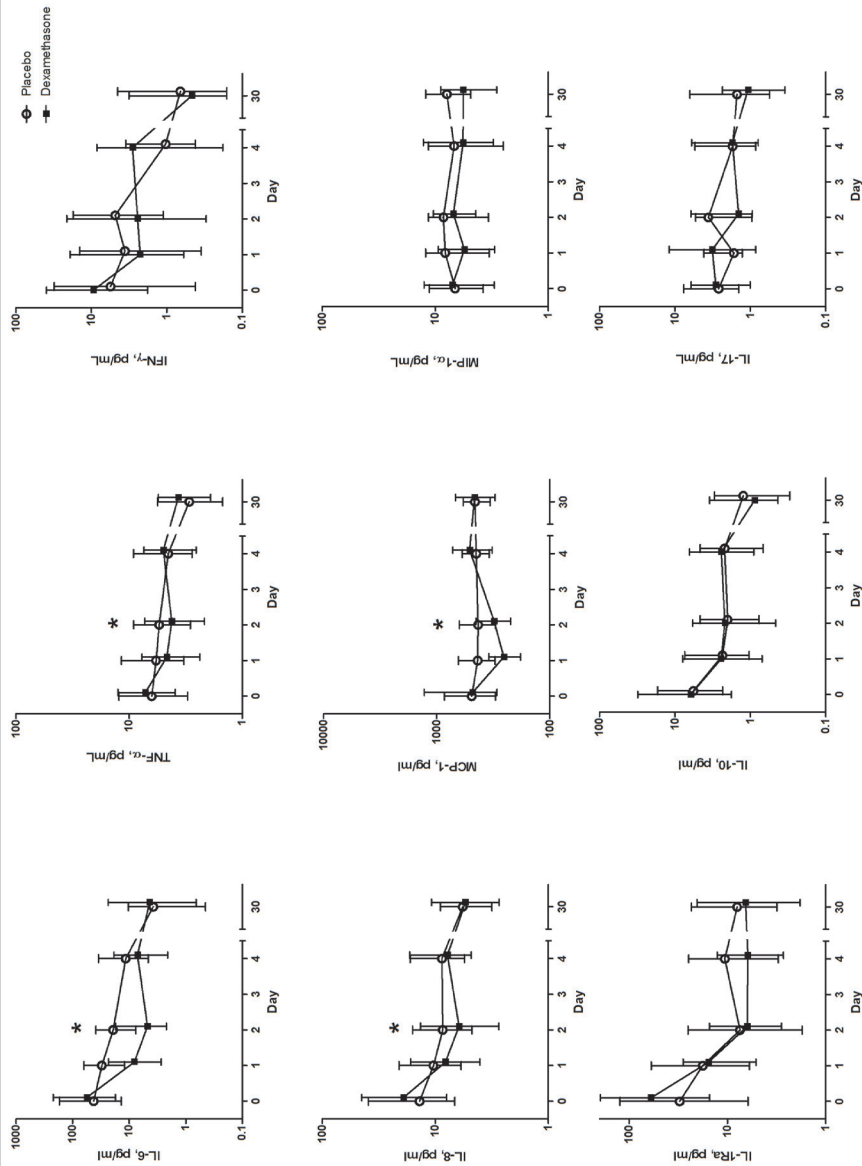 Placebo
Dexamethasone
IL-6, pg/ml
1000
100
10
1
0.1
0 1 2 3 4 30
Day
*
TNF-α, pg/mL
100
10
1
0 1 2 3 4 30
Day
*
IFN-γ, pg/mL
100
10
1
0.1
0 1 2 3 4 30
Day
IL-8, pg/ml
100
10
1
0 1 2 3 4 30
Day
*
MCP-1, pg/ml
10000
1000
100
0 1 2 3 4 30
Day
*
MIP-1α, pg/mL
100
10
1
0 1 2 3 4 30
Day
IL-1Ra, pg/ml
100
10
1
0 1 2 3 4 30
Day
IL-10, pg/ml
100
10
1
0.1
0 1 2 3 4 30
Day
IL-17, pg/mL
100
10
1
0.1
0 1 2 3 4 30
Day